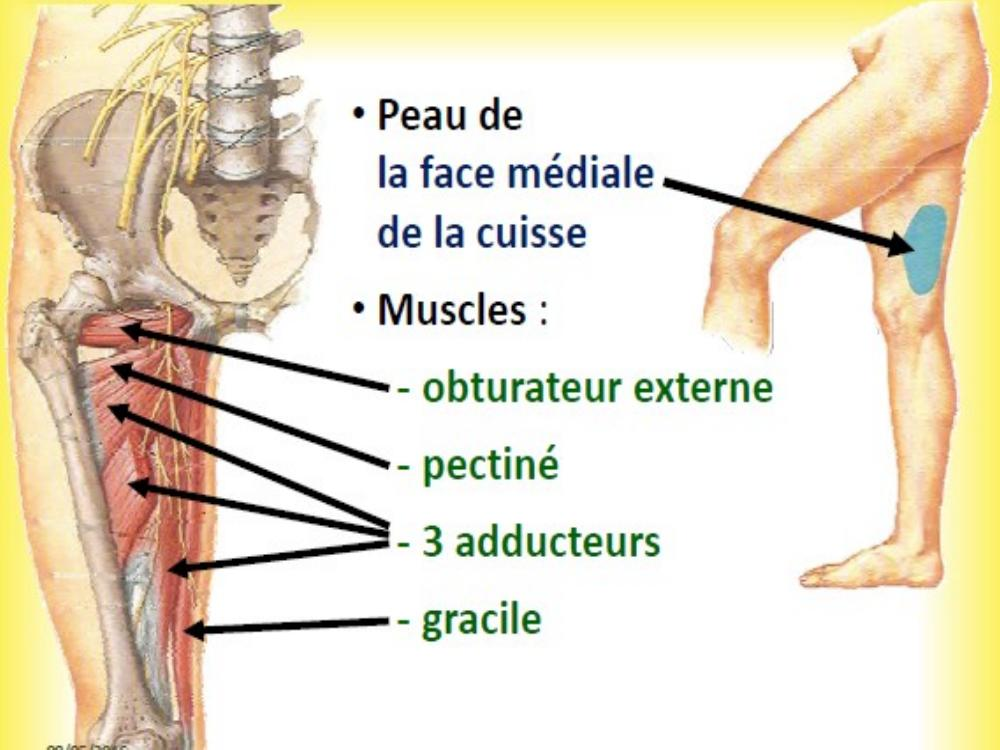 • Peau de
la face médiale
de la cuisse
• Muscles :
- obturateur externe
- pectiné
- 3 adducteurs
- gracile